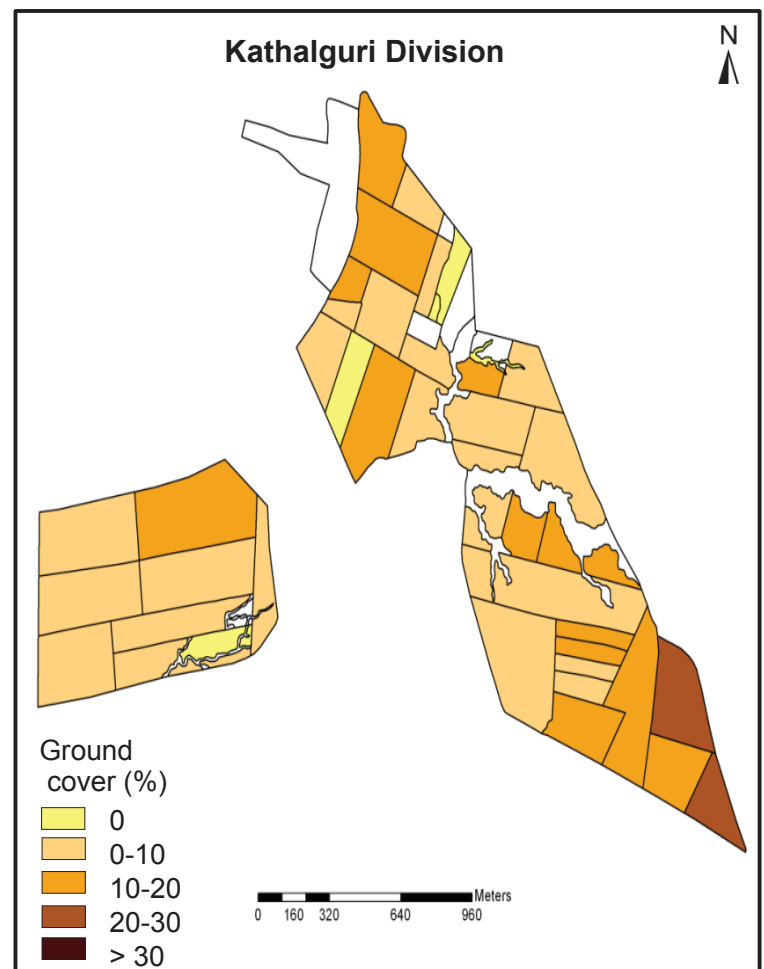 Kathalguri Division
N
Ground
cover (%)
0
0-10
10-20
20-30
> 30
Meters
0 160 320 640 960